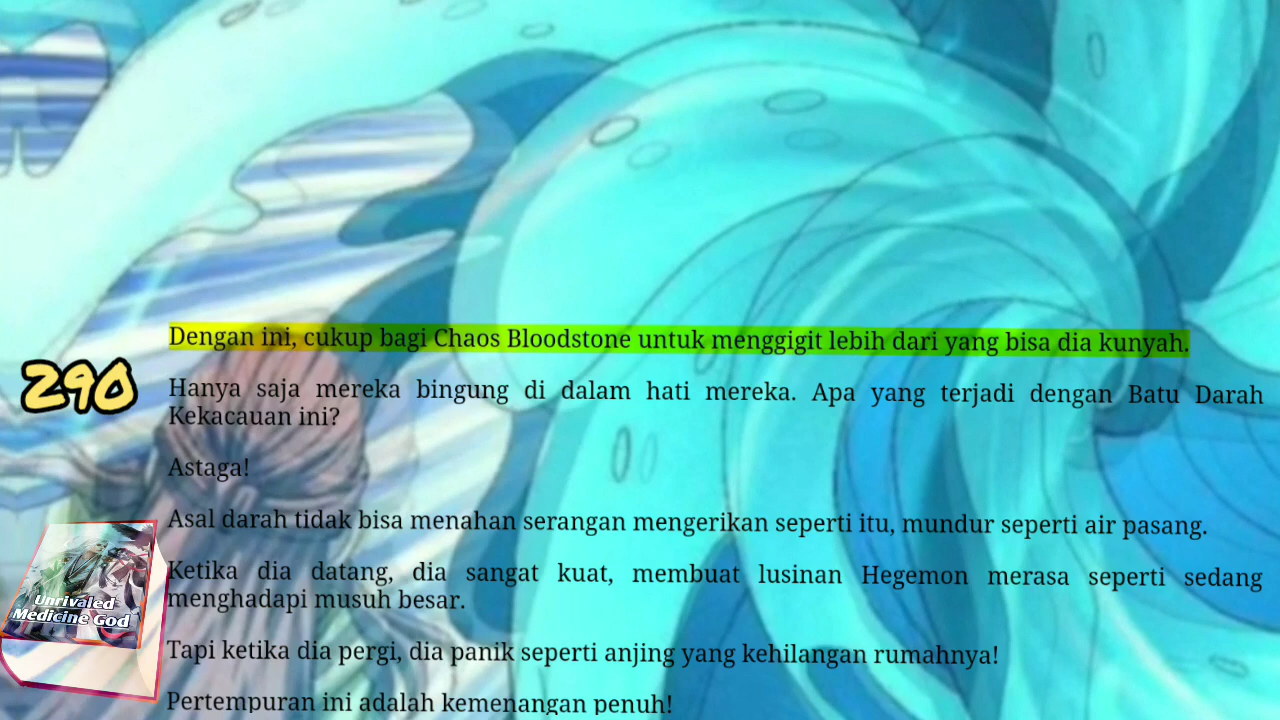 Dengan ini, cukup bagi Chaos Bloodstone untuk menggigit lebih dari yang bisa dia kunyah.
290
Hanya saja mereka bingung di dalam hati mereka. Apa yang terjadi dengan Batu Darah
Kekacauan ini?
Astaga!
Asal darah tidak bisa menahan serangan mengerikan seperti itu, mundur seperti air pasang.
Ketika dia datang, dia sangat kuat, membuat lusinan Hegemon merasa seperti sedang
menghadapi musuh besar.
Unrivaled
Medicine God
Tapi ketika dia pergi, dia panik seperti anjing yang kehilangan rumahnya!
Pertempuran ini adalah kemenangan penuh!